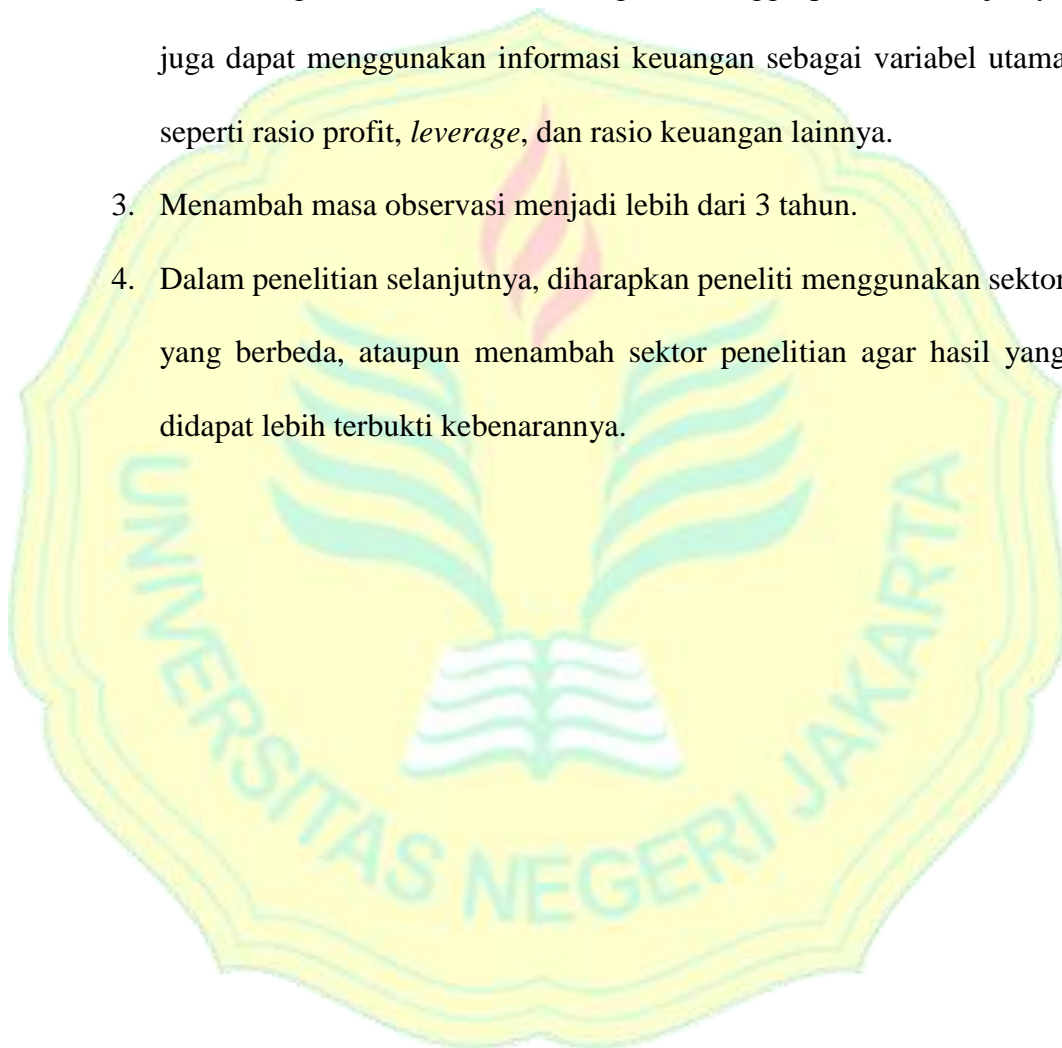 juga dapat menggunakan informasi keuangan sebagai variabel utama
seperti rasio profit, leverage, dan rasio keuangan lainnya.
3. Menambah masa observasi menjadi lebih dari 3 tahun.
4. Dalam penelitian selanjutnya, diharapkan peneliti menggunakan sektor
yang berbeda, ataupun menambah sektor penelitian agar hasil yang
didapat lebih terbukti kebenarannya.
UNIVERSITAS NEGERI JAKARTA